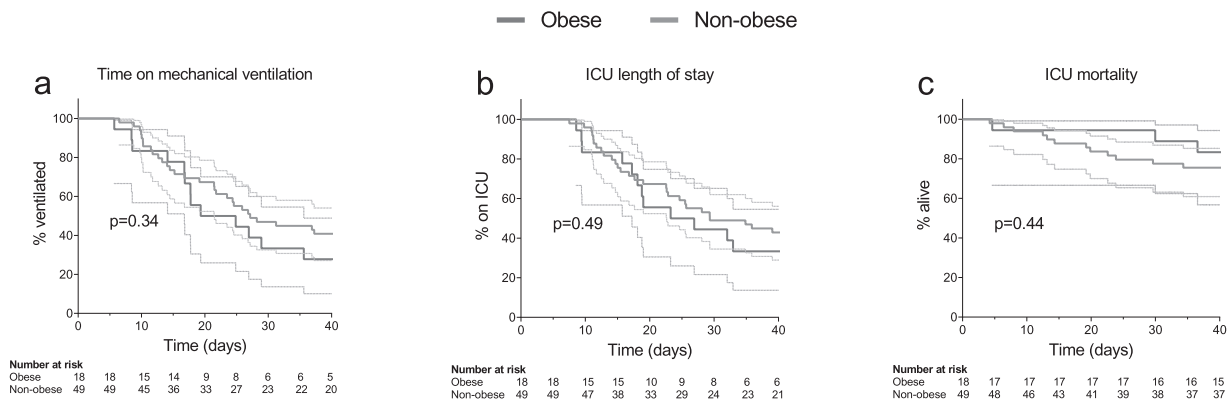 Obese Non-obese
a Time on mechanical ventilation
% ventilated
100
80
60
40
20
0
p=0.34
0 10 20 30 40
Time (days)
Number at risk
Obese 18 18 15 14 9 8 6 6 5
Non-obese 49 49 45 36 33 27 23 22 20
b ICU length of stay
% on ICU
100
80
60
40
20
0
p=0.49
0 10 20 30 40
Time (days)
Number at risk
Obese 18 18 15 15 10 9 8 6 6
Non-obese 49 49 47 38 33 29 24 23 21
c ICU mortality
% alive
100
80
60
40
20
0
p=0.44
0 10 20 30 40
Time (days)
Number at risk
Obese 18 17 17 17 17 17 16 16 15
Non-obese 49 48 46 43 41 39 38 37 37